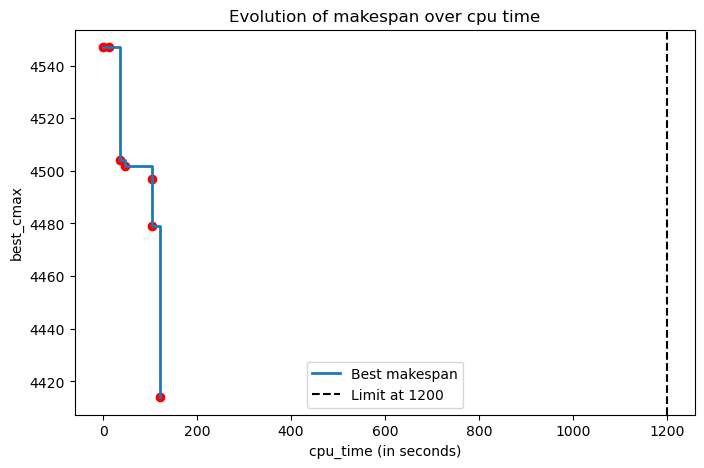 Evolution of makespan over cpu time
best_cmax
4540
4520
4500
4480
4460
4440
4420
Best makespan
Limit at 1200
0
200
400
600
800
1000
1200
cpu_time (in seconds)